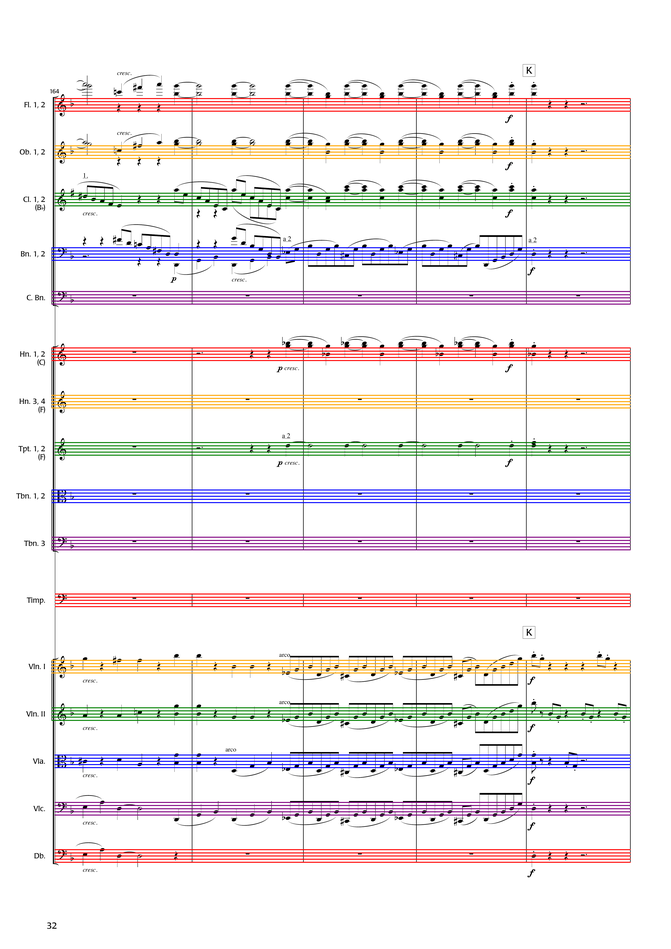 K
cresc.
164
Fl. 1, 2
f
cresc.
Ob. 1, 2
f
1.
Cl. 1, 2
(B♭)
cresc.
f
a.2
a.2
Bn. 1, 2
p
cresc.
f
C. Bn.
Hn. 1, 2
(C)
p cresc.
f
Hn. 3, 4
(F)
a.2
Tpt. 1, 2
(F)
p cresc.
f
Tbn. 1, 2
Tbn. 3
Timp.
K
arco
Vln. I
cresc.
f
arco
Vln. II
cresc.
f
arco
Vla.
cresc.
f
Vlc.
cresc.
f
Db.
cresc.
f
32